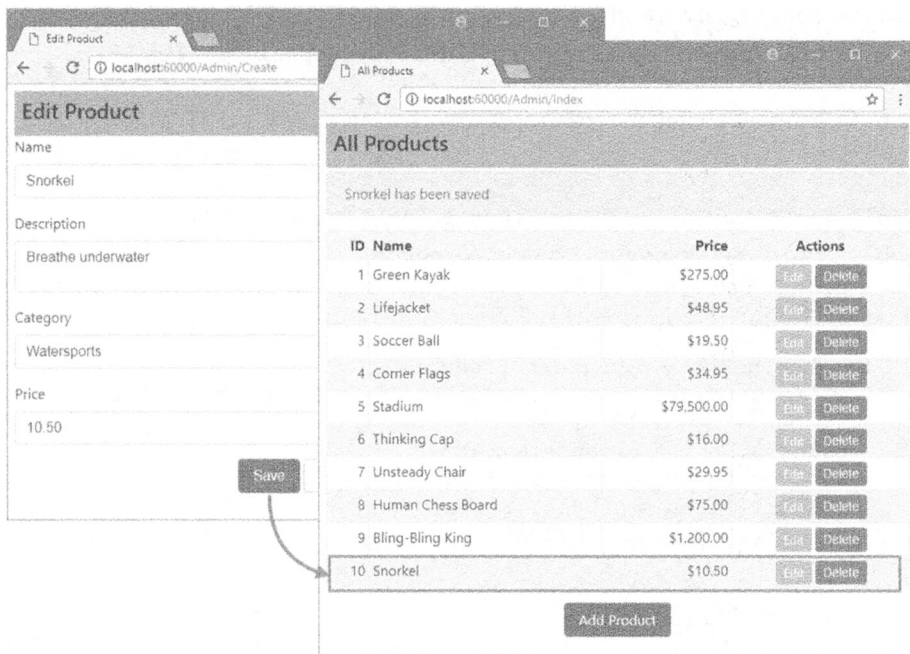 Edit Product
localhost:60000/Admin/Create
Edit Product
Name
Snorkel
Description
Breathe underwater
Category
Watersports
Price
10.50
Save
All Products
localhost:60000/Admin/Index
All Products
Snorkel has been saved
ID Name Price Actions
1 Green Kayak $275.00 Edit Delete
2 Lifejacket $48.95 Edit Delete
3 Soccer Ball $19.50 Edit Delete
4 Corner Flags $34.95 Edit Delete
5 Stadium $79,500.00 Edit Delete
6 Thinking Cap $16.00 Edit Delete
7 Unsteady Chair $29.95 Edit Delete
8 Human Chess Board $75.00 Edit Delete
9 Bling-Bling King $1,200.00 Edit Delete
10 Snorkel $10.50 Edit Delete
Add Product